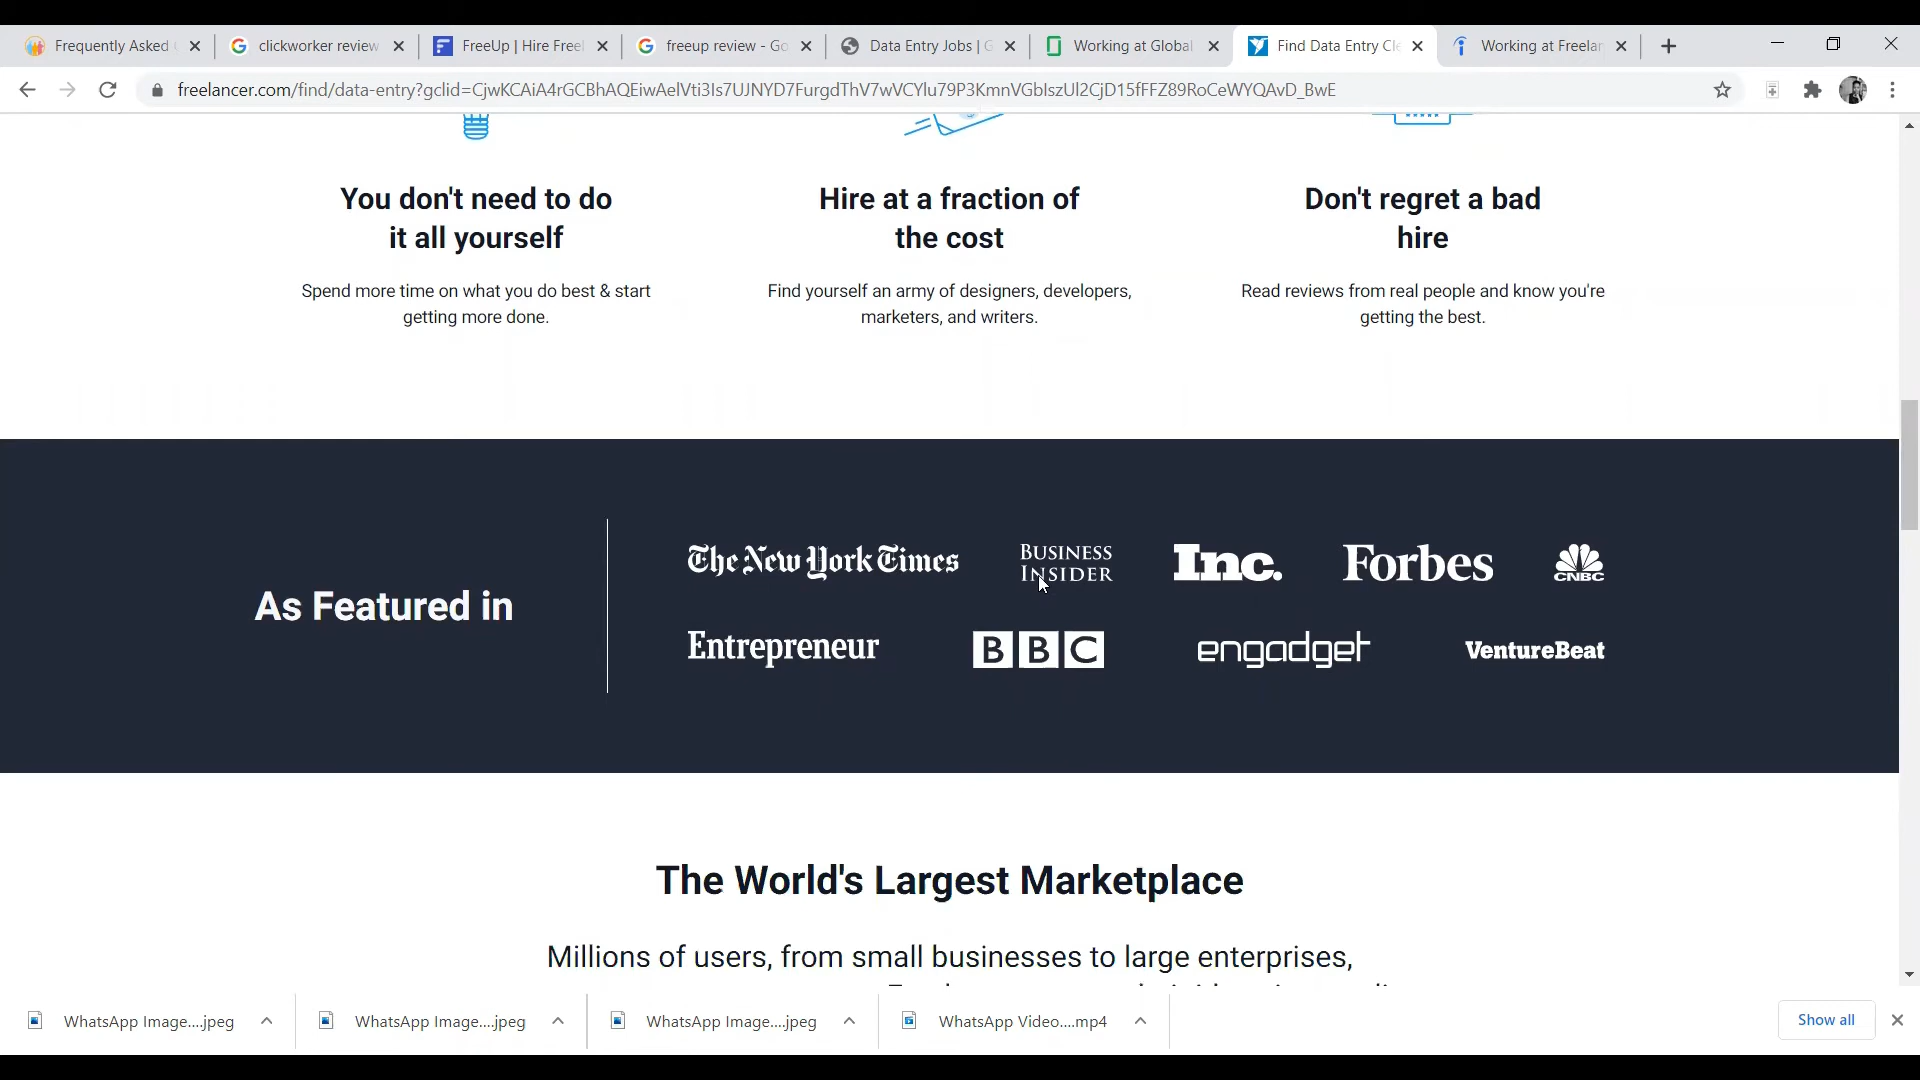 Frequently Asked
clickworker review
FreeUp | Hire Free
freeup review - Go
Data Entry Jobs | G
Working at Global
Find Data Entry Cle
Working at Freelan
freelancer.com/find/data-entry?gclid=CjwKCAiA4rGCBhAQEiwAelVti3Is7UJNYD7FurgdThV7wVCYlu79P3KmnVGbIszUl2CjD15fFFZ89RoCeWYQAvD_BwE
You don't need to do
it all yourself
Spend more time on what you do best & start
getting more done.
Hire at a fraction of
the cost
Find yourself an army of designers, developers,
marketers, and writers.
Don't regret a bad
hire
Read reviews from real people and know you're
getting the best.
As Featured in
The New York Times
BUSINESS
INSIDER
Inc.
Forbes
CNBC
Entrepreneur
BBC
engadget
VentureBeat
The World's Largest Marketplace
Millions of users, from small businesses to large enterprises,
WhatsApp Image....jpeg
WhatsApp Image....jpeg
WhatsApp Image....jpeg
WhatsApp Video....mp4
Show all